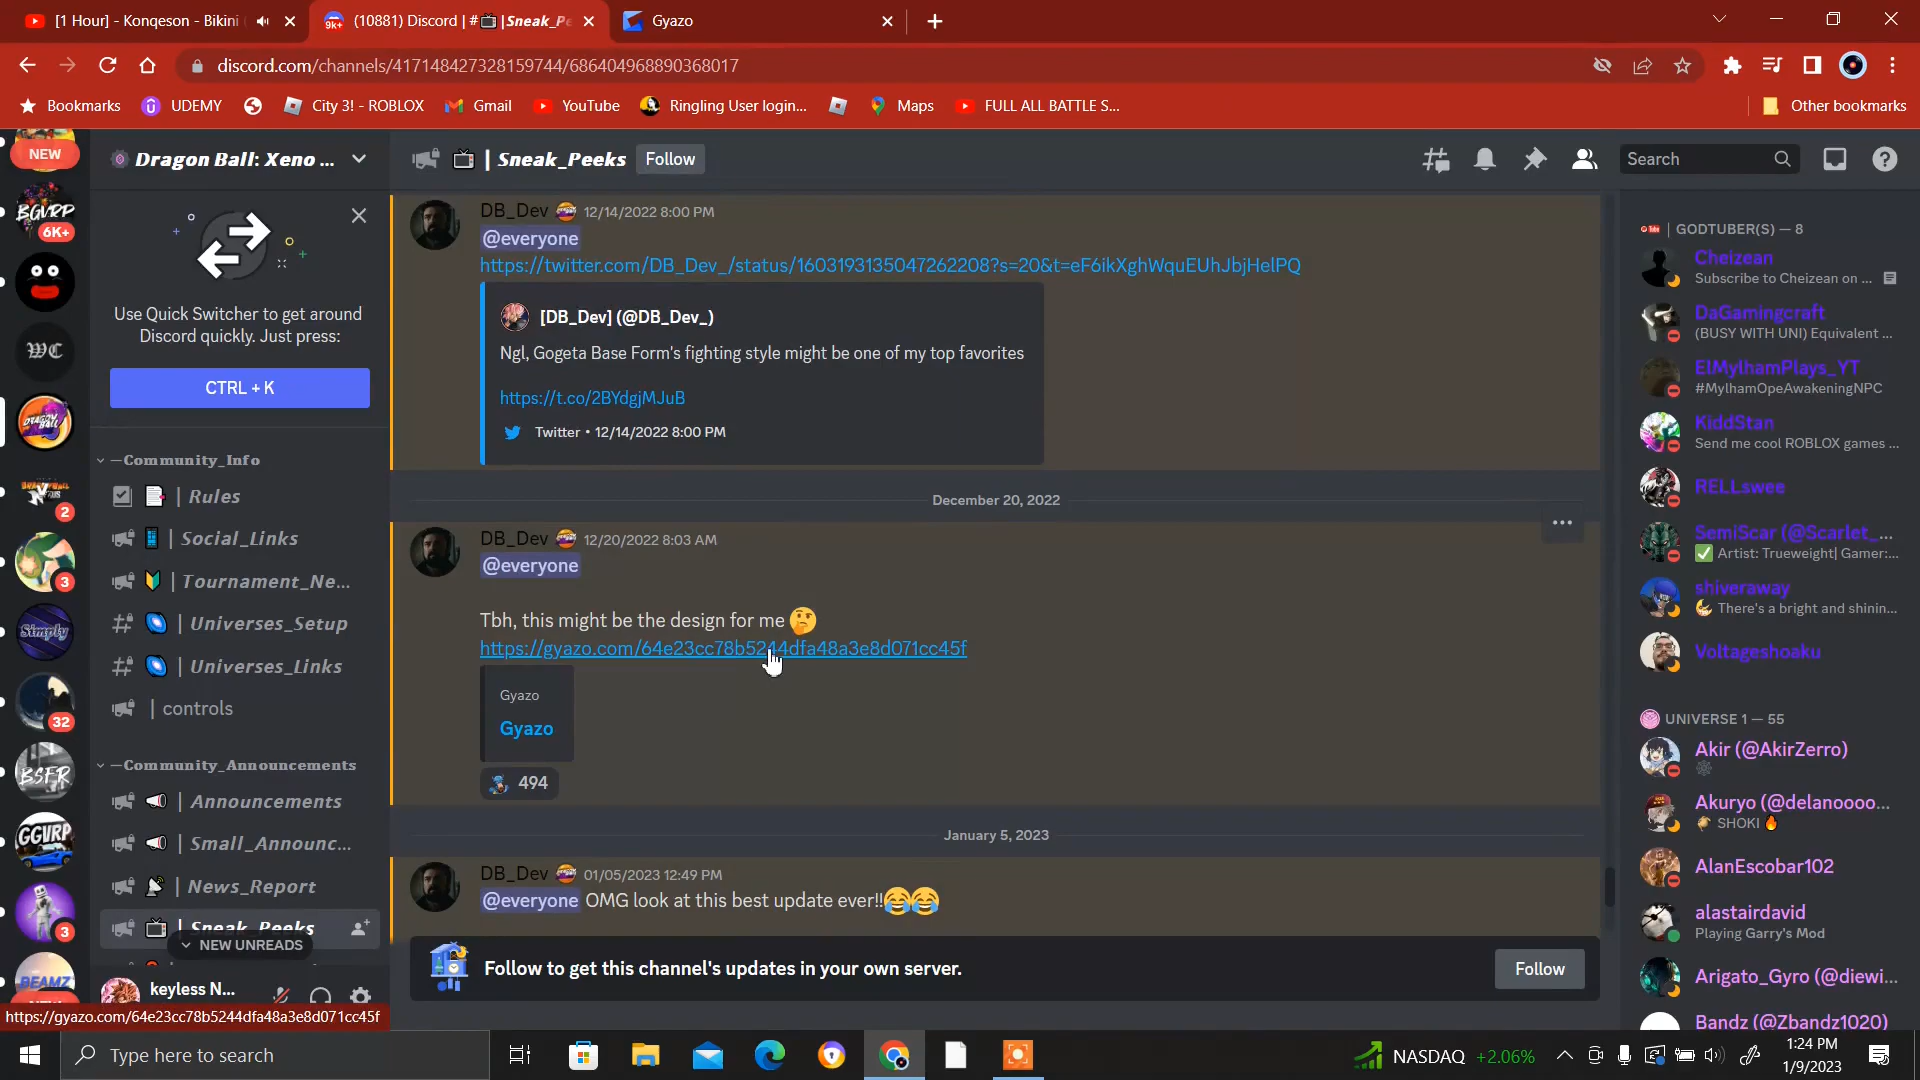 [1 Hour] - Konqeson - Bikini
(10881) Discord | #📺|Sneak_Pe
Gyazo
discord.com/channels/417148427328159744/686404968890368017
Bookmarks
UDEMY
City 3! - ROBLOX
Gmail
YouTube
Ringling User login...
Maps
FULL ALL BATTLE S...
Other bookmarks
NEW
BGVRP
6K+
WC
2
3
Simply
32
BSFR
GGVRP
3
BEAMZ
Dragon Ball: Xeno ...
Use Quick Switcher to get around
Discord quickly. Just press:
CTRL + K
—Community_Info
| Rules
| Social_Links
| Tournament_Ne...
| Universes_Setup
| Universes_Links
| controls
—Community_Announcements
| Announcements
| Small_Announc...
| News_Report
| Sneak_Peeks
NEW UNREADS
keyless N...
https://gyazo.com/64e23cc78b5244dfa48a3e8d071cc45f
| Sneak_Peeks
Follow
Search
DB_Dev 12/14/2022 8:00 PM
@everyone
https://twitter.com/DB_Dev_/status/1603193135047262208?s=20&t=eF6ikXghWquEUhJbjHelPQ
[DB_Dev] (@DB_Dev_)
Ngl, Gogeta Base Form's fighting style might be one of my top favorites
https://t.co/2BYdgjMJuB
Twitter • 12/14/2022 8:00 PM
December 20, 2022
DB_Dev 12/20/2022 8:03 AM
@everyone
Tbh, this might be the design for me 🤔
https://gyazo.com/64e23cc78b5244dfa48a3e8d071cc45f
Gyazo
Gyazo
494
January 5, 2023
DB_Dev 01/05/2023 12:49 PM
@everyone OMG look at this best update ever!!😂😂
Follow to get this channel's updates in your own server.
Follow
| GODTUBER(S) — 8
Cheizean
Subscribe to Cheizean on ...
DaGamingcraft
(BUSY WITH UNI) Equivalent ...
ElMylhamPlays_YT
#MylhamOpeAwakeningNPC
KiddStan
Send me cool ROBLOX games ...
RELLswee
SemiScar (@Scarlet_...
✅ Artist: Trueweight| Gamer:...
shiveraway
There's a bright and shinin...
Voltageshoaku
UNIVERSE 1 — 55
Akir (@AkirZerro)
Akuryo (@delanoooo...
SHOKI 🔥
AlanEscobar102
alastairdavid
Playing Garry's Mod
Arigato_Gyro (@diewi...
Bandz (@Zbandz1020)
Type here to search
NASDAQ +2.06%
1:24 PM
1/9/2023